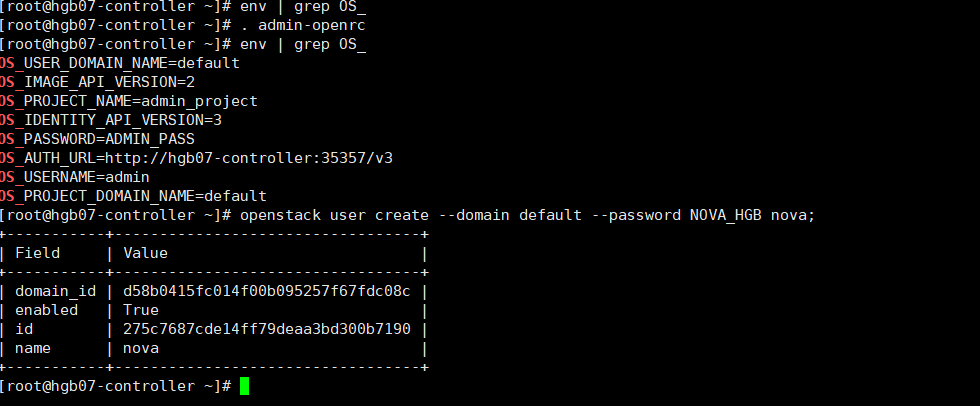 [root@hgb07-controller ~]# env | grep OS_
[root@hgb07-controller ~]# . admin-openrc
[root@hgb07-controller ~]# env | grep OS_
OS_USER_DOMAIN_NAME=default
OS_IMAGE_API_VERSION=2
OS_PROJECT_NAME=admin_project
OS_IDENTITY_API_VERSION=3
OS_PASSWORD=ADMIN_PASS
OS_AUTH_URL=http://hgb07-controller:35357/v3
OS_USERNAME=admin
OS_PROJECT_DOMAIN_NAME=default
[root@hgb07-controller ~]# openstack user create --domain default --password NOVA_HGB nova;
+-----------+----------------------------------+
| Field     | Value                            |
+-----------+----------------------------------+
| domain_id | d58b0415fc014f00b095257f67fdc08c |
| enabled   | True                             |
| id        | 275c7687cde14ff79deaa3bd300b7190 |
| name      | nova                             |
+-----------+----------------------------------+
[root@hgb07-controller ~]#